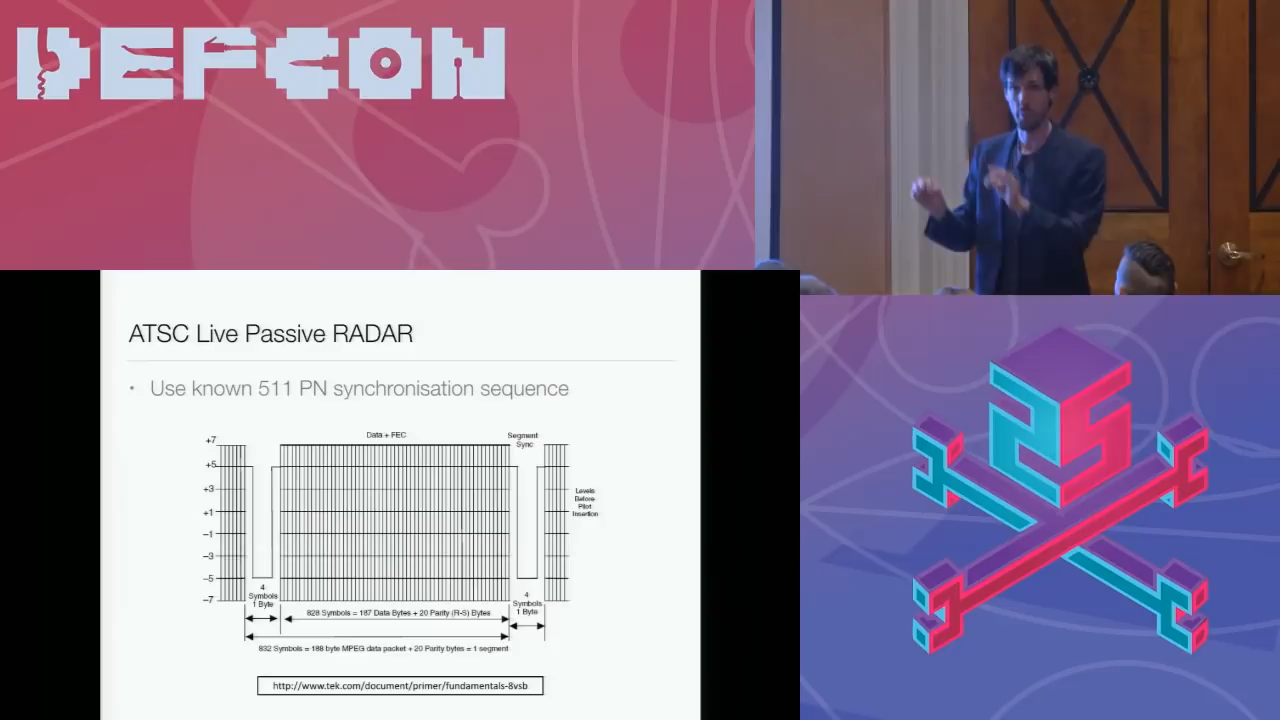 DEFCON
ATSC Live Passive RADAR
• Use known 511 PN synchronisation sequence
Data + FEC
Segment
Sync
+7
+5
+3
+1
−1
−3
−5
−7
Levels
Before
Pilot
Insertion
4
Symbols
1 Byte
828 Symbols = 187 Data Bytes + 20 Parity (R-S) Bytes
4
Symbols
1 Byte
832 Symbols = 188 byte MPEG data packet + 20 Parity bytes = 1 segment
http://www.tek.com/document/primer/fundamentals-8vsb
25